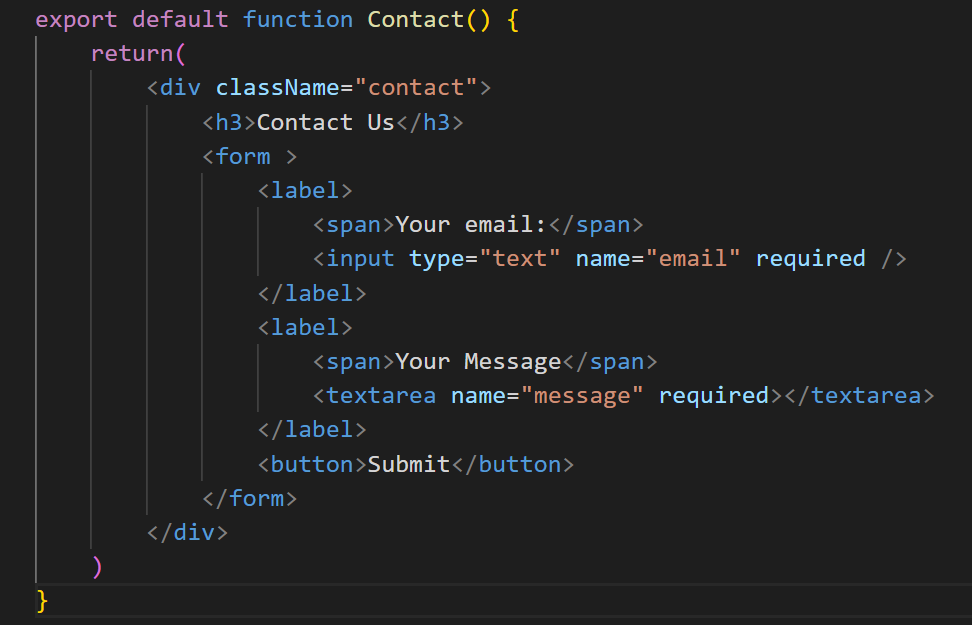 export default function Contact() {
    return(
        <div className="contact">
            <h3>Contact Us</h3>
            <form >
                <label>
                    <span>Your email:</span>
                    <input type="text" name="email" required />
                </label>
                <label>
                    <span>Your Message</span>
                    <textarea name="message" required></textarea>
                </label>
                <button>Submit</button>
            </form>
        </div>
    )
}